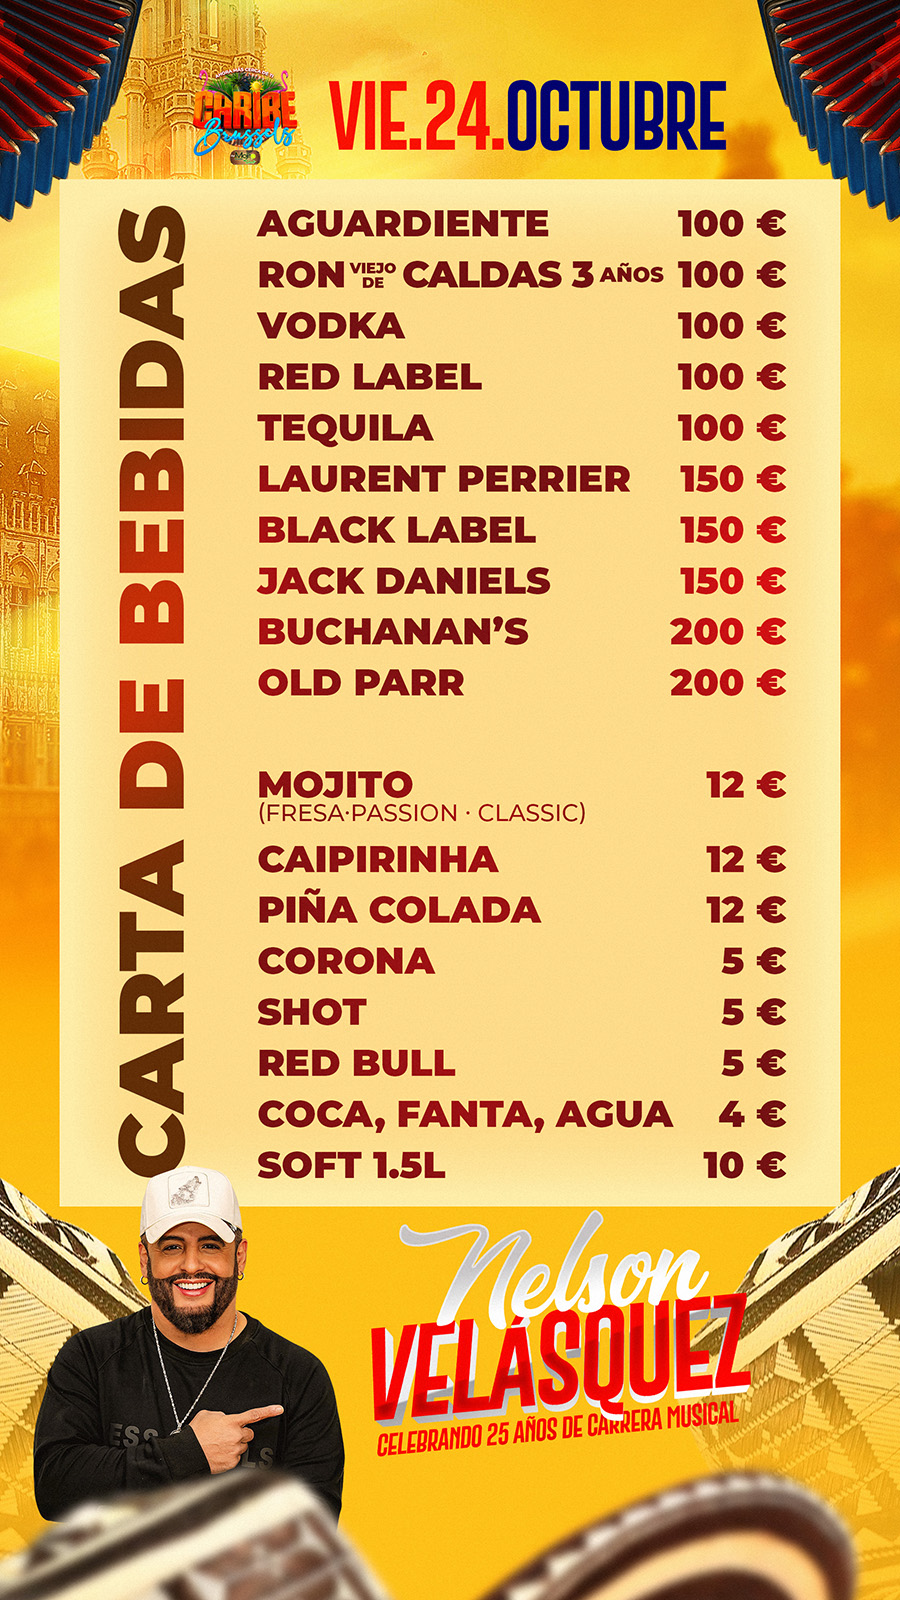 CARIBE
Brussels
VIE.24.OCTUBRE
CARTA DE BEBIDAS
AGUARDIENTE 100 €
RON VIEJO DE CALDAS 3 AÑOS 100 €
VODKA 100 €
RED LABEL 100 €
TEQUILA 100 €
LAURENT PERRIER 150 €
BLACK LABEL 150 €
JACK DANIELS 150 €
BUCHANAN’S 200 €
OLD PARR 200 €
MOJITO 12 €
(FRESA·PASSION · CLASSIC)
CAIPIRINHA 12 €
PIÑA COLADA 12 €
CORONA 5 €
SHOT 5 €
RED BULL 5 €
COCA, FANTA, AGUA 4 €
SOFT 1.5L 10 €
Nelson
VELÁSQUEZ
CELEBRANDO 25 AÑOS DE CARRERA MUSICAL